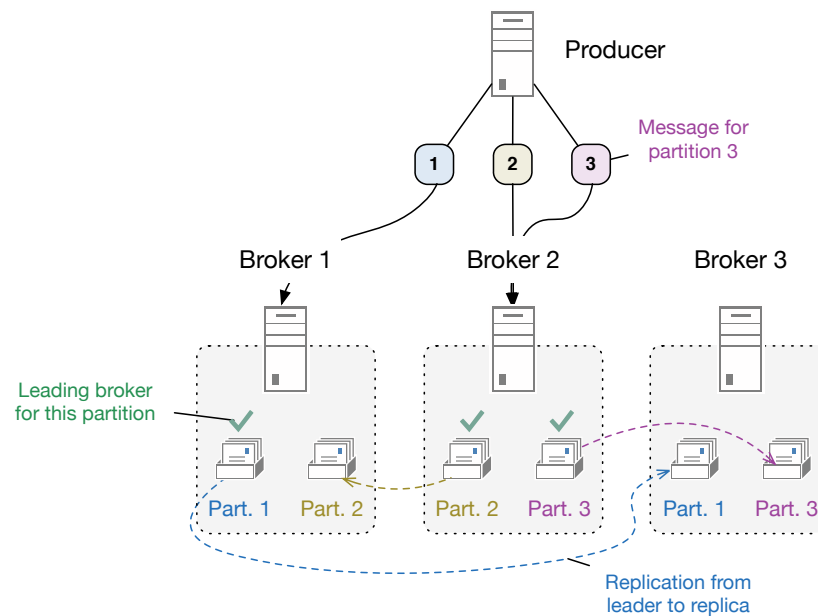 Producer
Message for
partition 3
1
2
3
Broker 1
Broker 2
Broker 3
Leading broker
for this partition
Part. 1
Part. 2
Part. 2
Part. 3
Part. 1
Part. 3
Replication from
leader to replica